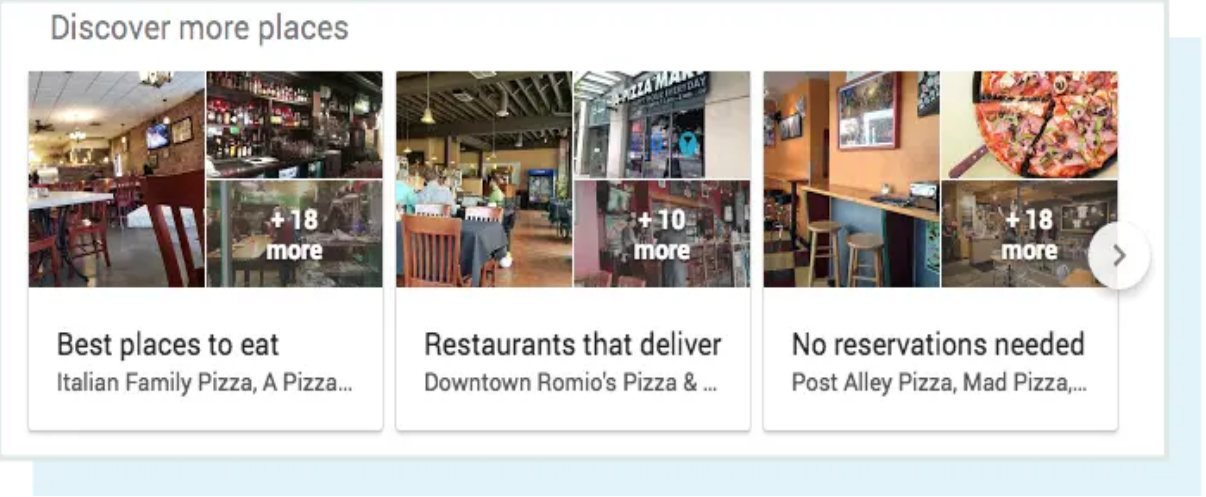 Discover more places
A PIZZA MART
+ 18
more
+ 10
more
+ 18
more
Best places to eat
Italian Family Pizza, A Pizza...
Restaurants that deliver
Downtown Romio's Pizza & ...
No reservations needed
Post Alley Pizza, Mad Pizza,...